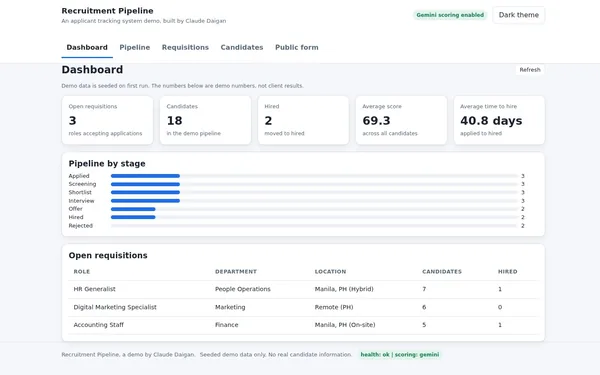 Recruitment Pipeline
An applicant tracking system demo, built by Claude Daigan
Gemini scoring enabled
Dark theme
Dashboard Pipeline Requisitions Candidates Public form
Dashboard
Refresh
Demo data is seeded on first run. The numbers below are demo numbers, not client results.
Open requisitions
3
roles accepting applications
Candidates
18
in the demo pipeline
Hired
2
moved to hired
Average score
69.3
across all candidates
Average time to hire
40.8 days
applied to hired
Pipeline by stage
Applied 3
Screening 3
Shortlist 3
Interview 3
Offer 2
Hired 2
Rejected 2
Open requisitions
ROLE DEPARTMENT LOCATION CANDIDATES HIRED
HR Generalist People Operations Manila, PH (Hybrid) 7 1
Digital Marketing Specialist Marketing Remote (PH) 6 0
Accounting Staff Finance Manila, PH (On-site) 5 1
Recruitment Pipeline, a demo by Claude Daigan. Seeded demo data only. No real candidate information. health: ok | scoring: gemini